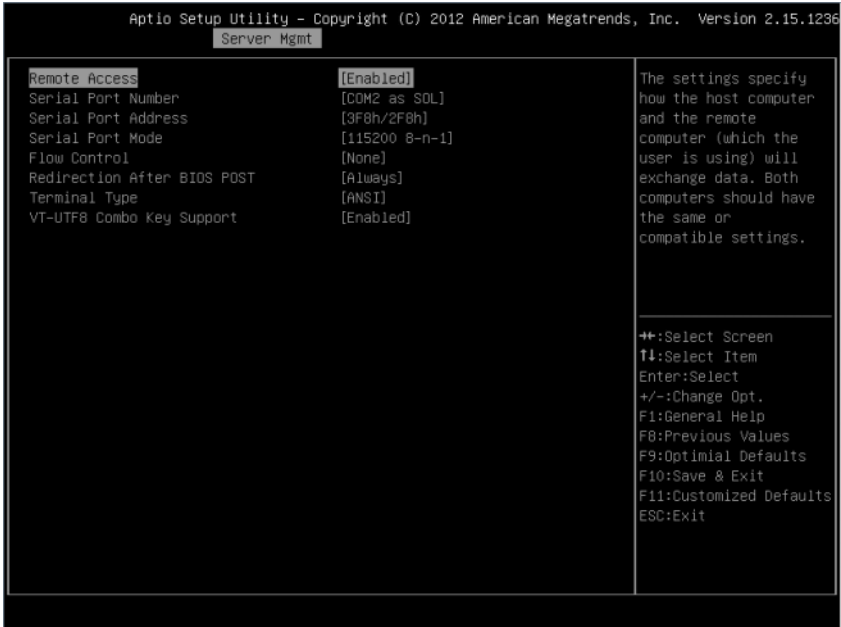 Aptio Setup Utility – Copyright (C) 2012 American Megatrends, Inc. Version 2.15.1236
Server Mgmt
Remote Access [Enabled]
Serial Port Number [COM2 as SOL]
Serial Port Address [3F8h/2F8h]
Serial Port Mode [115200 8-n-1]
Flow Control [None]
Redirection After BIOS POST [Always]
Terminal Type [ANSI]
VT-UTF8 Combo Key Support [Enabled]
The settings specify
how the host computer
and the remote
computer (which the
user is using) will
exchange data. Both
computers should have
the same or
compatible settings.
→←:Select Screen
↑↓:Select Item
Enter:Select
+/-:Change Opt.
F1:General Help
F8:Previous Values
F9:Optimial Defaults
F10:Save & Exit
F11:Customized Defaults
ESC:Exit